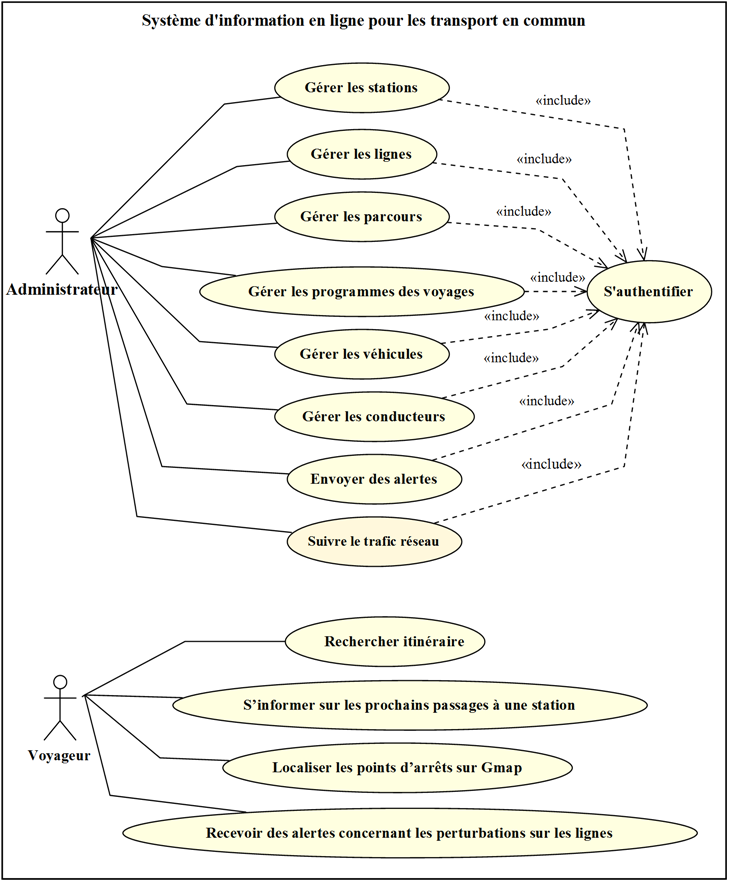 Système d'information en ligne pour les transport en commun
Gérer les stations
«include»
Gérer les lignes
«include»
Gérer les parcours
«include»
Administrateur
Gérer les programmes des voyages
«include»
S'authentifier
Gérer les véhicules
«include»
Gérer les conducteurs
«include»
Envoyer des alertes
«include»
Suivre le trafic réseau
«include»
Rechercher itinéraire
Voyageur
S’informer sur les prochains passages à une station
Localiser les points d’arrêts sur Gmap
Recevoir des alertes concernant les perturbations sur les lignes